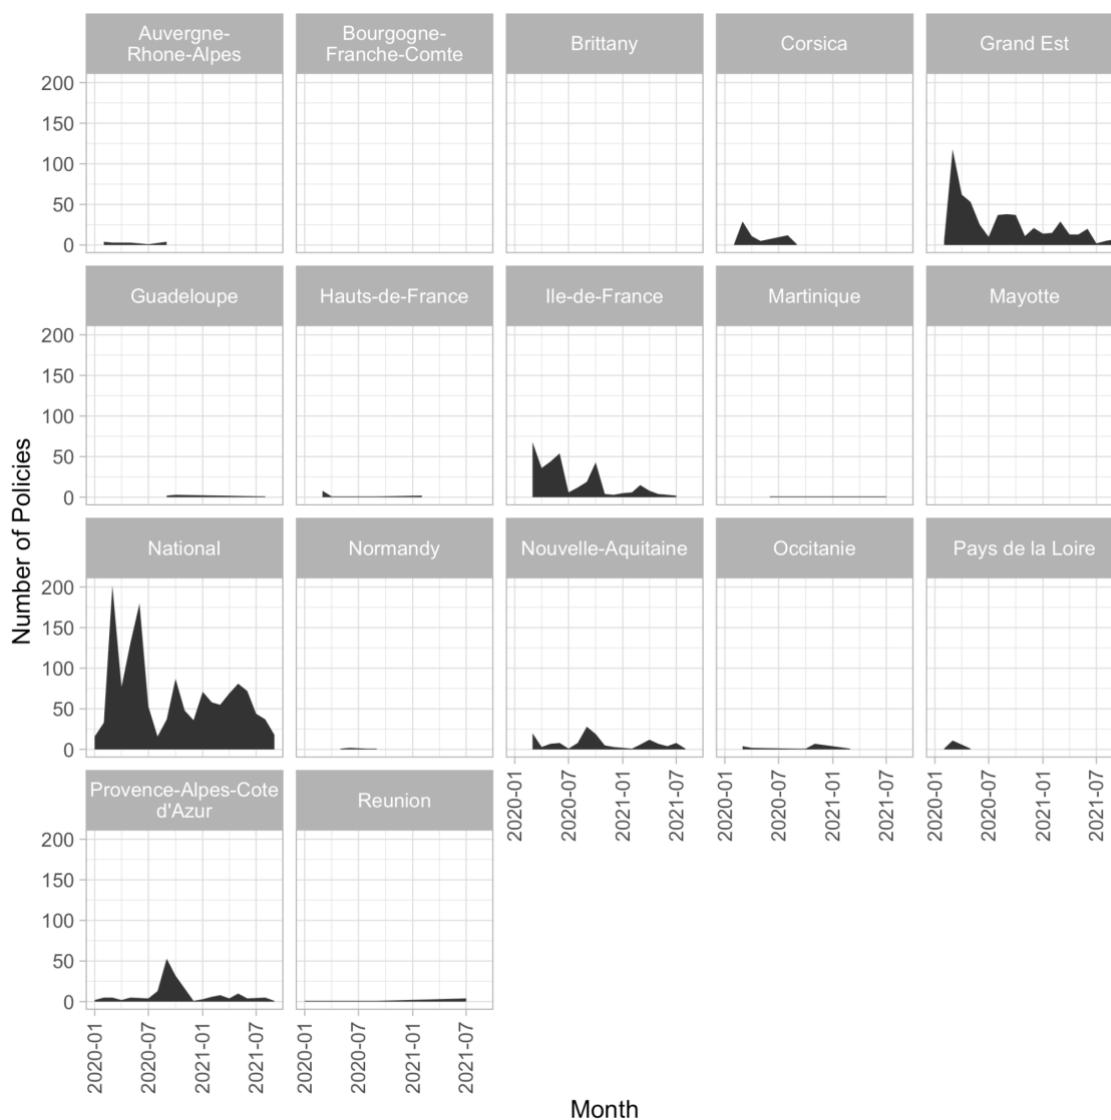 Auvergne-
Rhone-Alpes
Bourgogne-
Franche-Comte
Brittany
Corsica
Grand Est
200
150
100
50
0
Guadeloupe
Hauts-de-France
Ile-de-France
Martinique
Mayotte
200
150
100
50
0
Number of Policies
National
Normandy
Nouvelle-Aquitaine
Occitanie
Pays de la Loire
200
150
100
50
0
2020-01
2020-07
2021-01
2021-07
2020-01
2020-07
2021-01
2021-07
2020-01
2020-07
2021-01
2021-07
Provence-Alpes-Cote
d'Azur
Reunion
200
150
100
50
0
2020-01
2020-07
2021-01
2021-07
2020-01
2020-07
2021-01
2021-07
Month